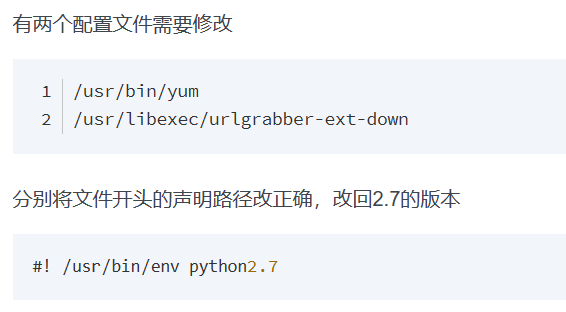 有两个配置文件需要修改
1 /usr/bin/yum
2 /usr/libexec/urlgrabber-ext-down
分别将文件开头的声明路径改正确，改回2.7的版本
#! /usr/bin/env python2.7